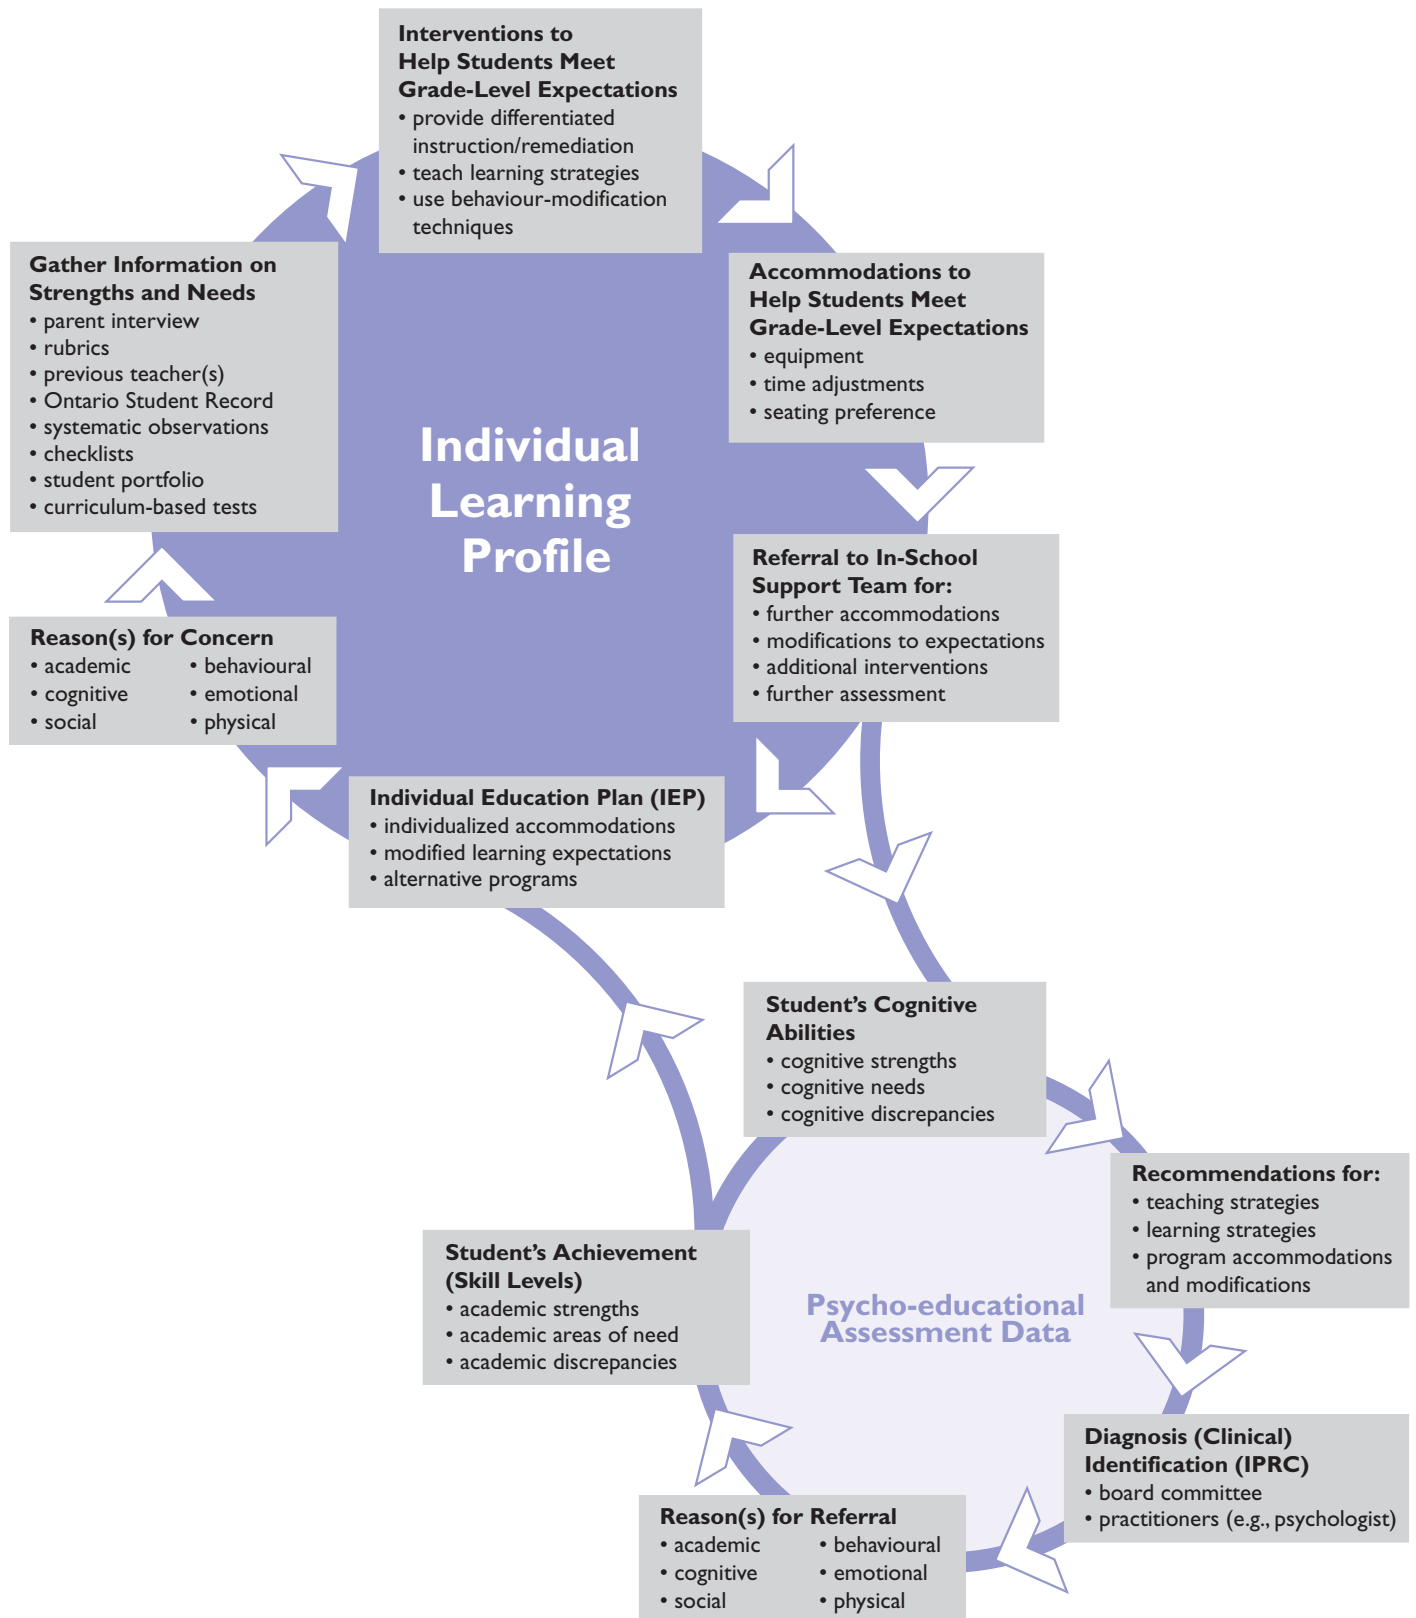 Interventions to
Help Students Meet
Grade-Level Expectations
• provide differentiated
instruction/remediation
• teach learning strategies
• use behaviour-modification
techniques
Gather Information on
Strengths and Needs
• parent interview
• rubrics
• previous teacher(s)
• Ontario Student Record
• systematic observations
• checklists
• student portfolio
• curriculum-based tests
Accommodations to
Help Students Meet
Grade-Level Expectations
• equipment
• time adjustments
• seating preference
Individual
Learning
Profile
Referral to In-School
Support Team for:
• further accommodations
• modifications to expectations
• additional interventions
• further assessment
Reason(s) for Concern
• academic • behavioural
• cognitive • emotional
• social • physical
Individual Education Plan (IEP)
• individualized accommodations
• modified learning expectations
• alternative programs
Student’s Cognitive
Abilities
• cognitive strengths
• cognitive needs
• cognitive discrepancies
Recommendations for:
• teaching strategies
• learning strategies
• program accommodations
and modifications
Student’s Achievement
(Skill Levels)
• academic strengths
• academic areas of need
• academic discrepancies
Psycho-educational
Assessment Data
Diagnosis (Clinical)
Identification (IPRC)
• board committee
• practitioners (e.g., psychologist)
Reason(s) for Referral
• academic • behavioural
• cognitive • emotional
• social • physical